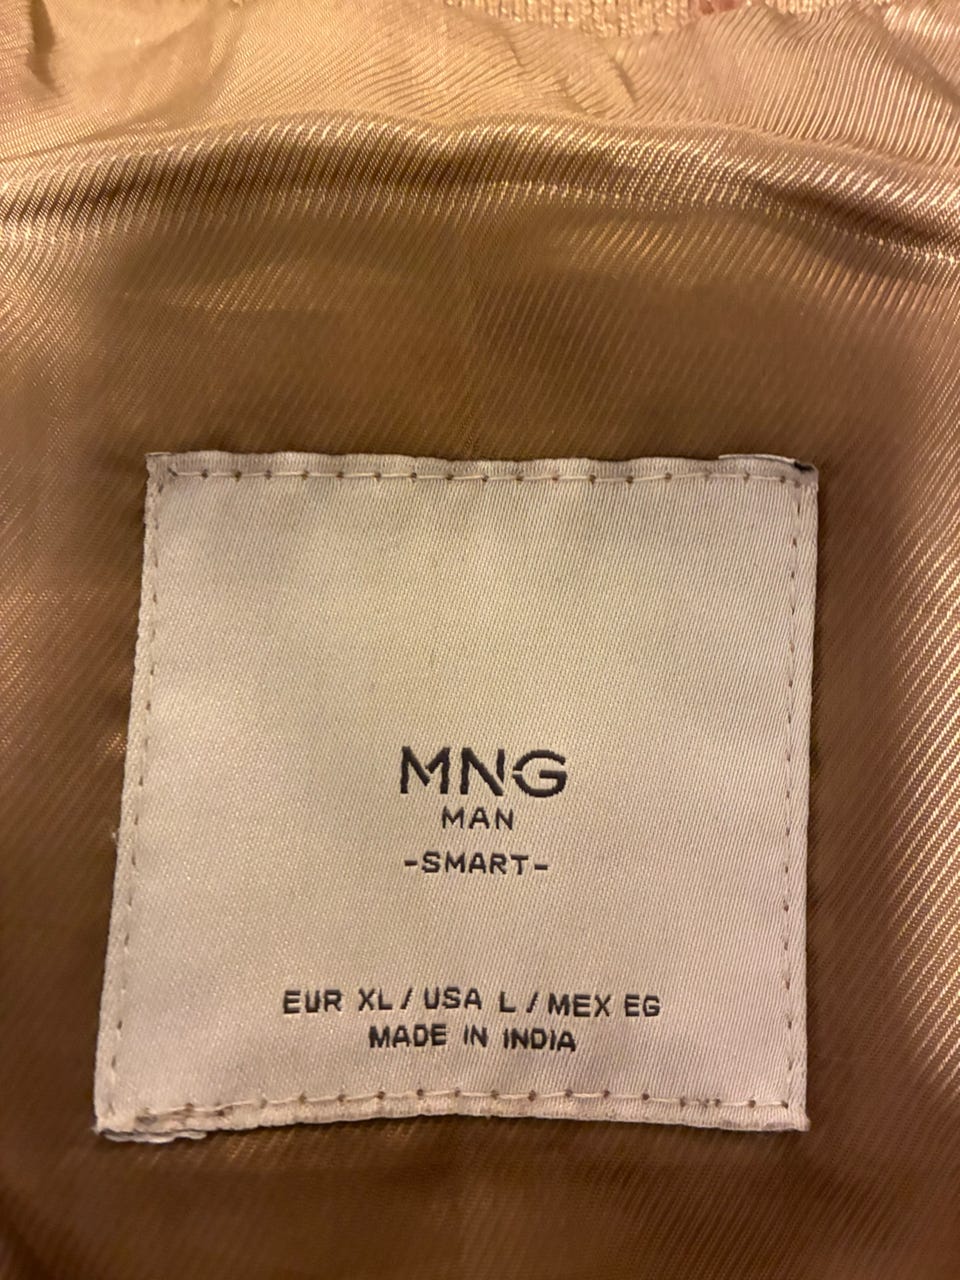 MNG
MAN
-SMART-
EUR XL / USA L / MEX EG
MADE IN INDIA